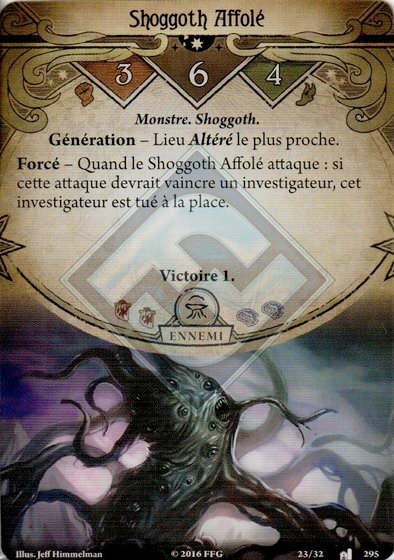 Shoggoth Affolé
3 6 4
Monstre. Shoggoth.
Génération – Lieu Altéré le plus proche.
Forcé – Quand le Shoggoth Affolé attaque : si
cette attaque devrait vaincre un investigateur, cet
investigateur est tué à la place.
Victoire 1.
ENNEMI
Illus. Jeff Himmelman © 2016 FFG 23/32 295